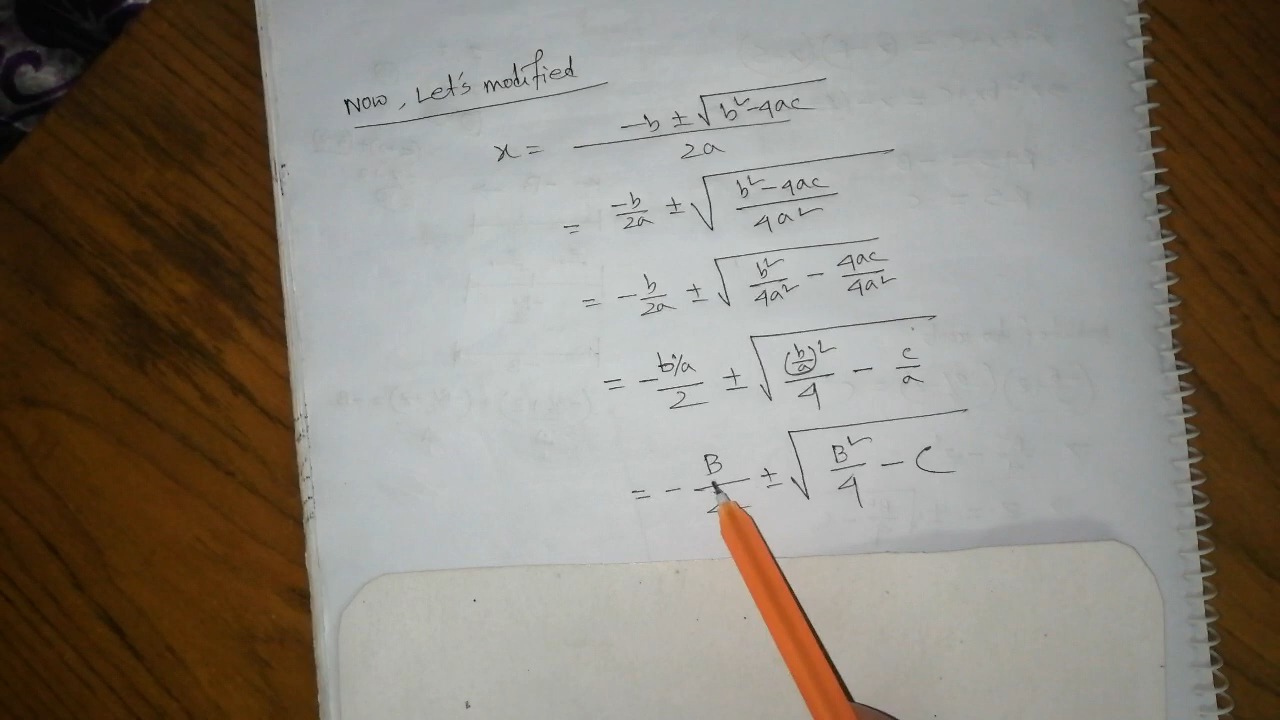 Now, Let's modified
x = -b ± √(b² - 4ac) / 2a
= -b/2a ± √((b² - 4ac)/4a²)
= - b/2a ± √(b²/4a² - 4ac/4a²)
= - (b/a)/2 ± √((b/a)²/4 - c/a)
= - B/2 ± √(B²/4 - C)